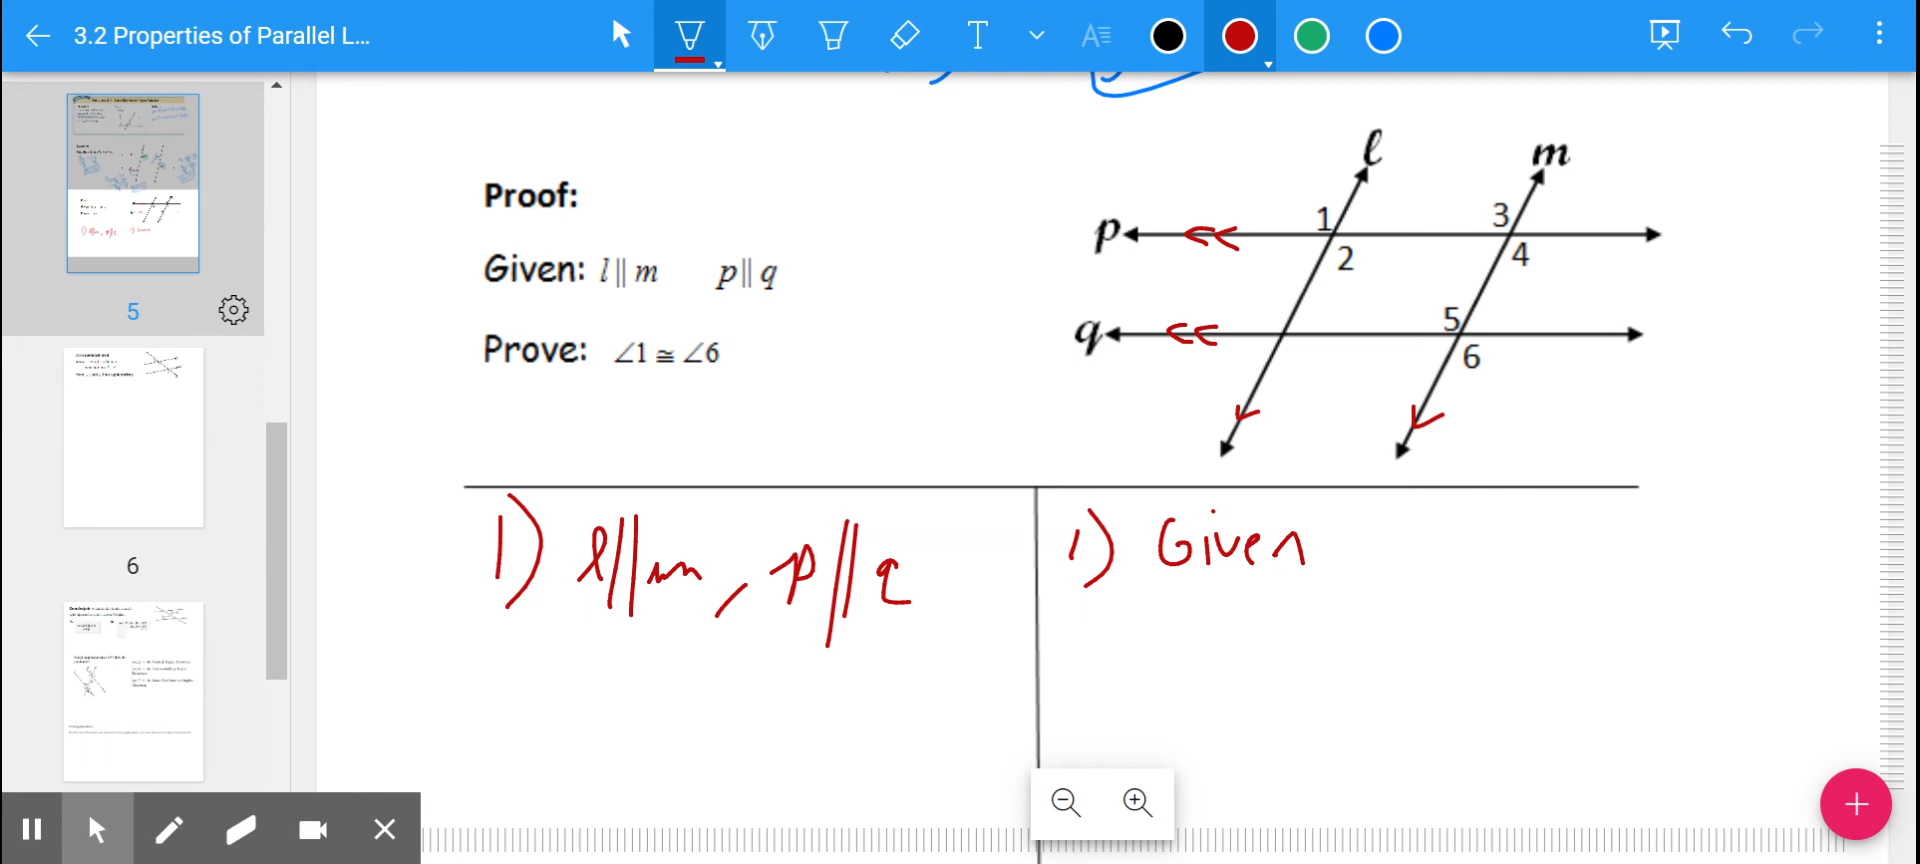 3.2 Properties of Parallel L...
T
Proof:
Given: l || m p || q
Prove: ∠1 ≅ ∠6
l
m
p
1
3
2
4
q
5
6
1) l//m, p//q
1) Given
5
6